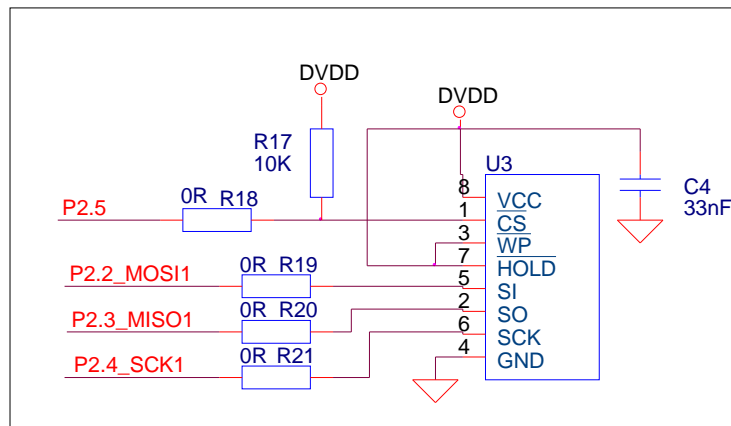 DVDD
DVDD
R17
10K
U3
C4
33nF
P2.5
0R R18
8 VCC
1 CS
3 WP
7 HOLD
P2.2_MOSI1
0R R19
5 SI
P2.3_MISO1
0R R20
2 SO
P2.4_SCK1
0R R21
6 SCK
4 GND